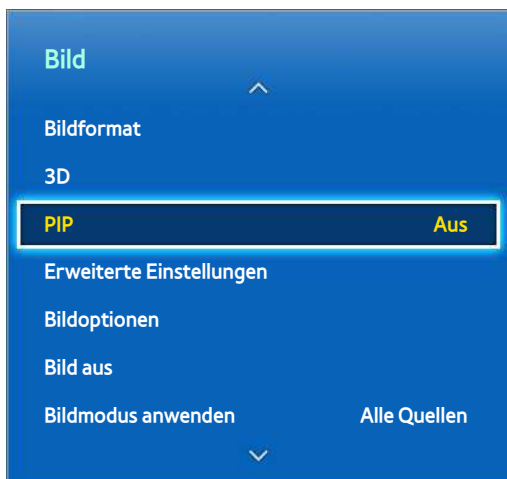 Bild
Bildformat
3D
PIP Aus
Erweiterte Einstellungen
Bildoptionen
Bild aus
Bildmodus anwenden Alle Quellen